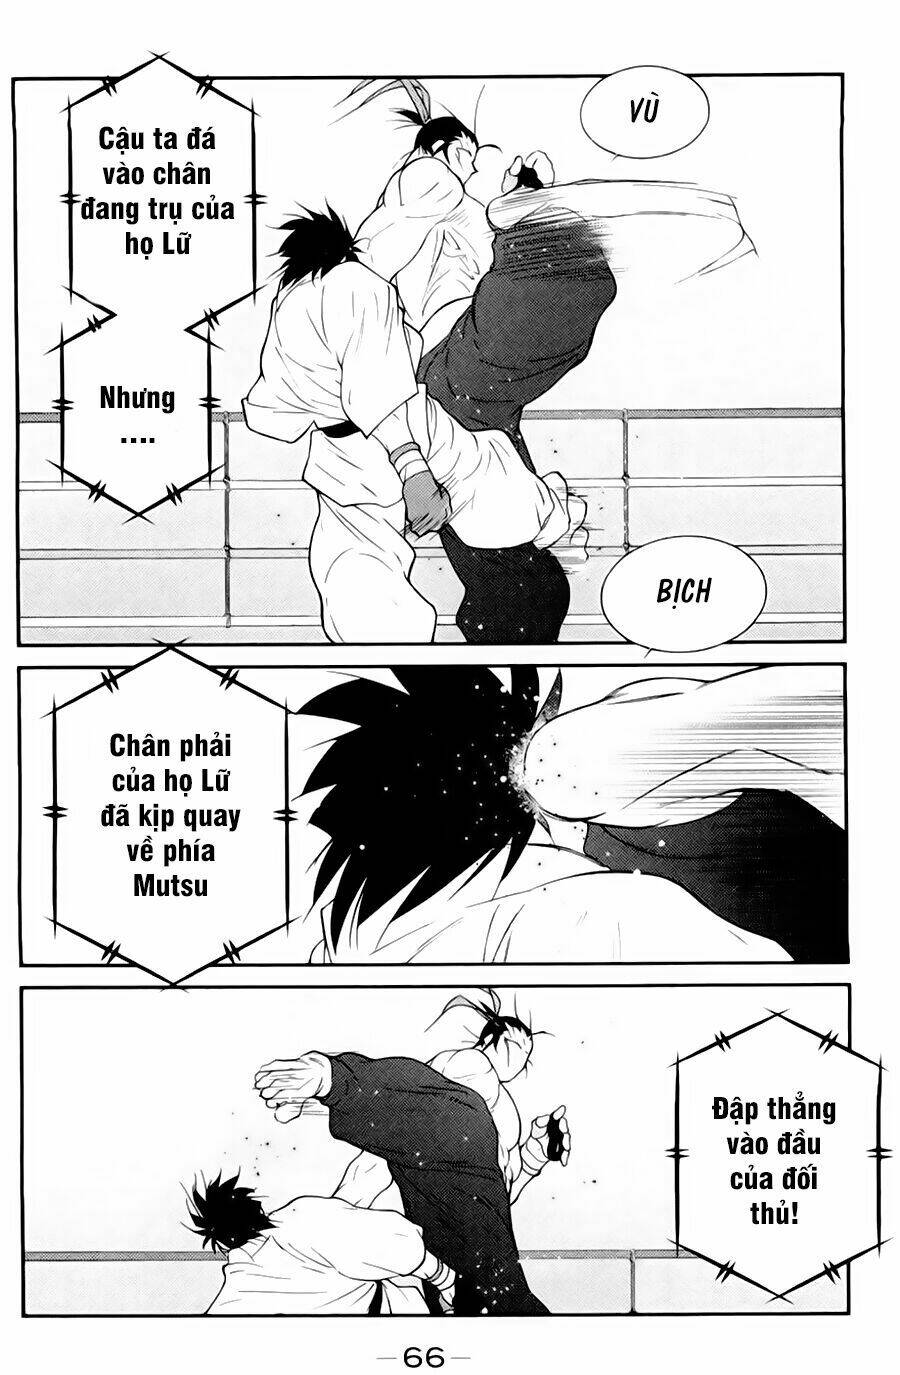 Cậu ta đá
vào chân
đang trụ của
họ Lữ
VÙ
Nhưng
....
BỊCH
Chân phải
của họ Lữ
đã kịp quay
về phía
Mutsu
Đập thẳng
vào đầu
của đối
thủ!
—66—